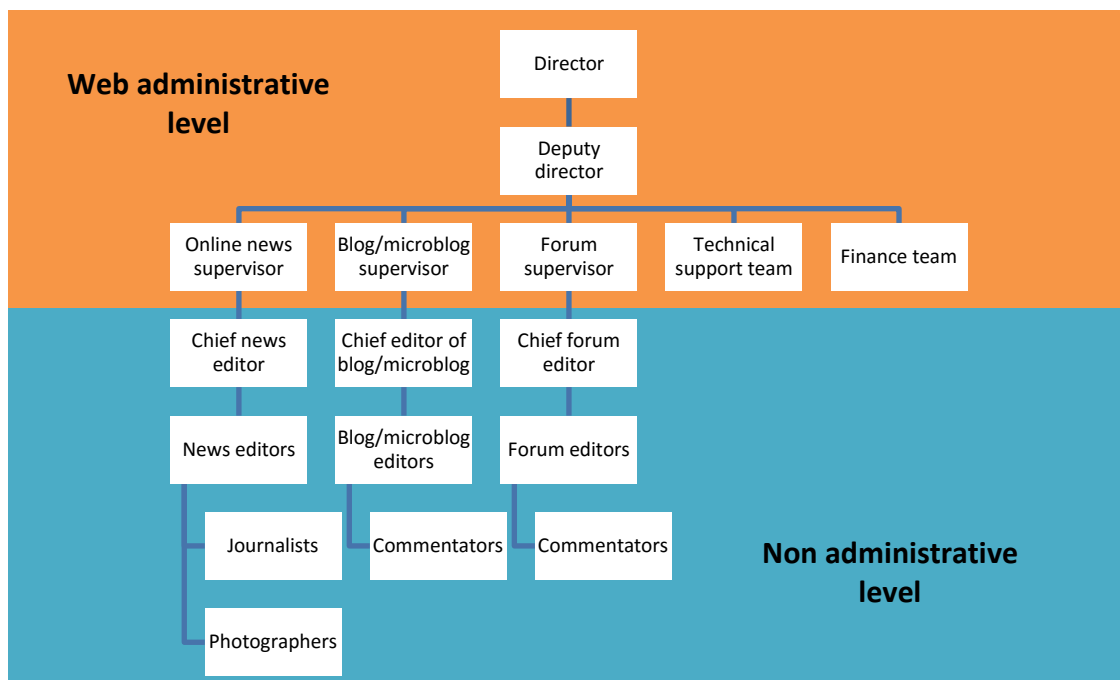 Director
Web administrative
level
Deputy
director
Online news
supervisor
Blog/microblog
supervisor
Forum
supervisor
Technical
support team
Finance team
Chief news
editor
Chief editor of
blog/microblog
Chief forum
editor
News editors
Blog/microblog
editors
Forum editors
Journalists
Commentators
Commentators
Non administrative
level
Photographers